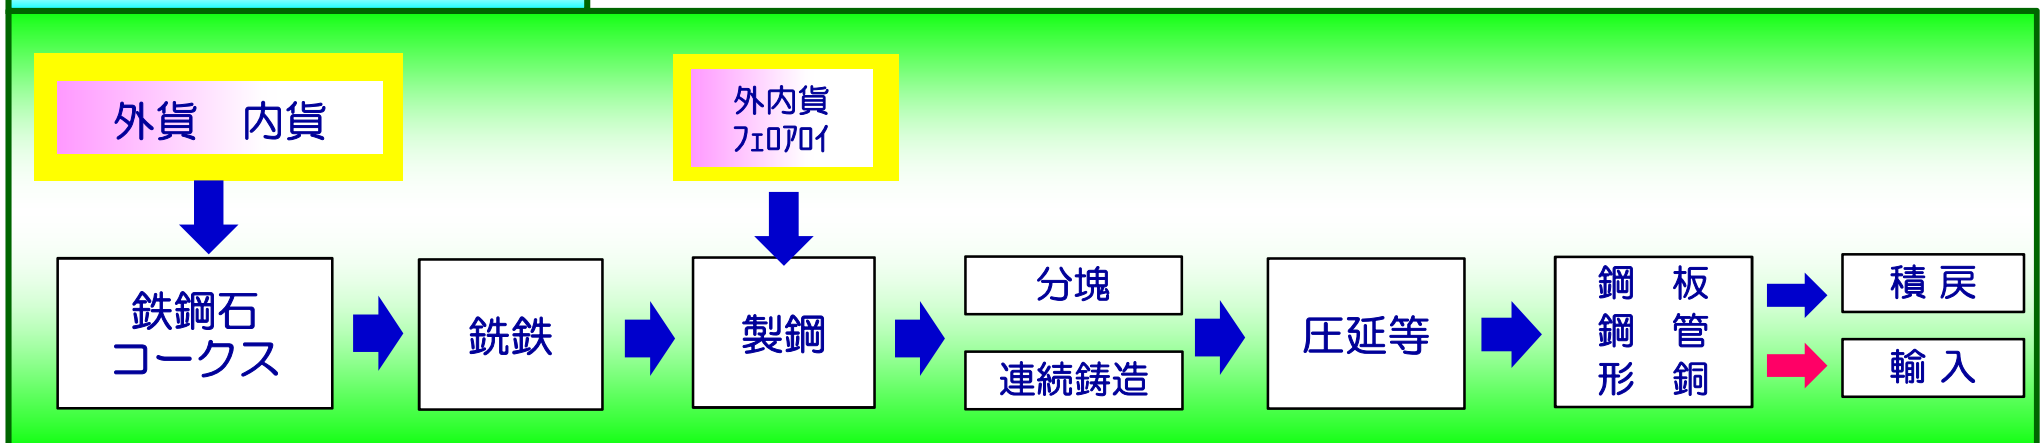 外貨　内貨
外内貨
フェロアロイ
鉄鋼石
コークス
銑鉄
製鋼
分塊
連続鋳造
圧延等
鋼　板
鋼　管
形　銅
積 戻
輸 入